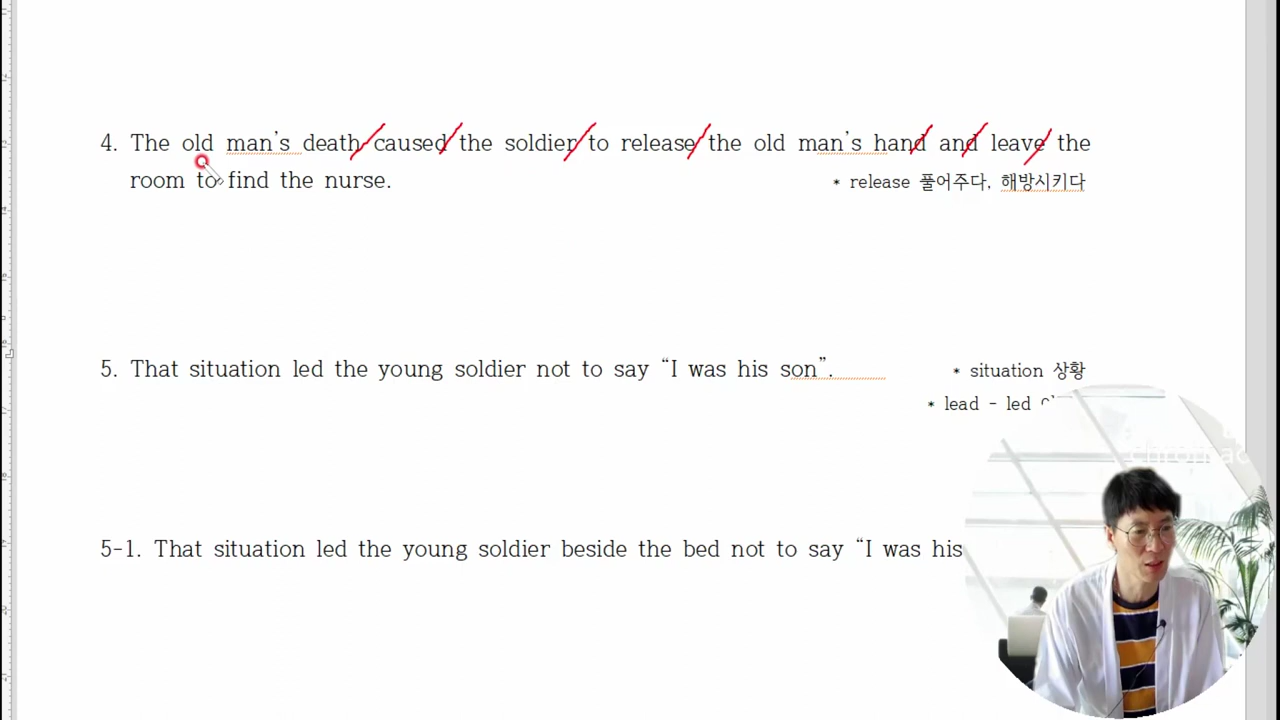 4. The old man's death caused the soldier to release the old man's hand and leave the
room to find the nurse. * release 풀어주다, 해방시키다
5. That situation led the young soldier not to say “I was his son”. * situation 상황
* lead - led
5-1. That situation led the young soldier beside the bed not to say “I was his